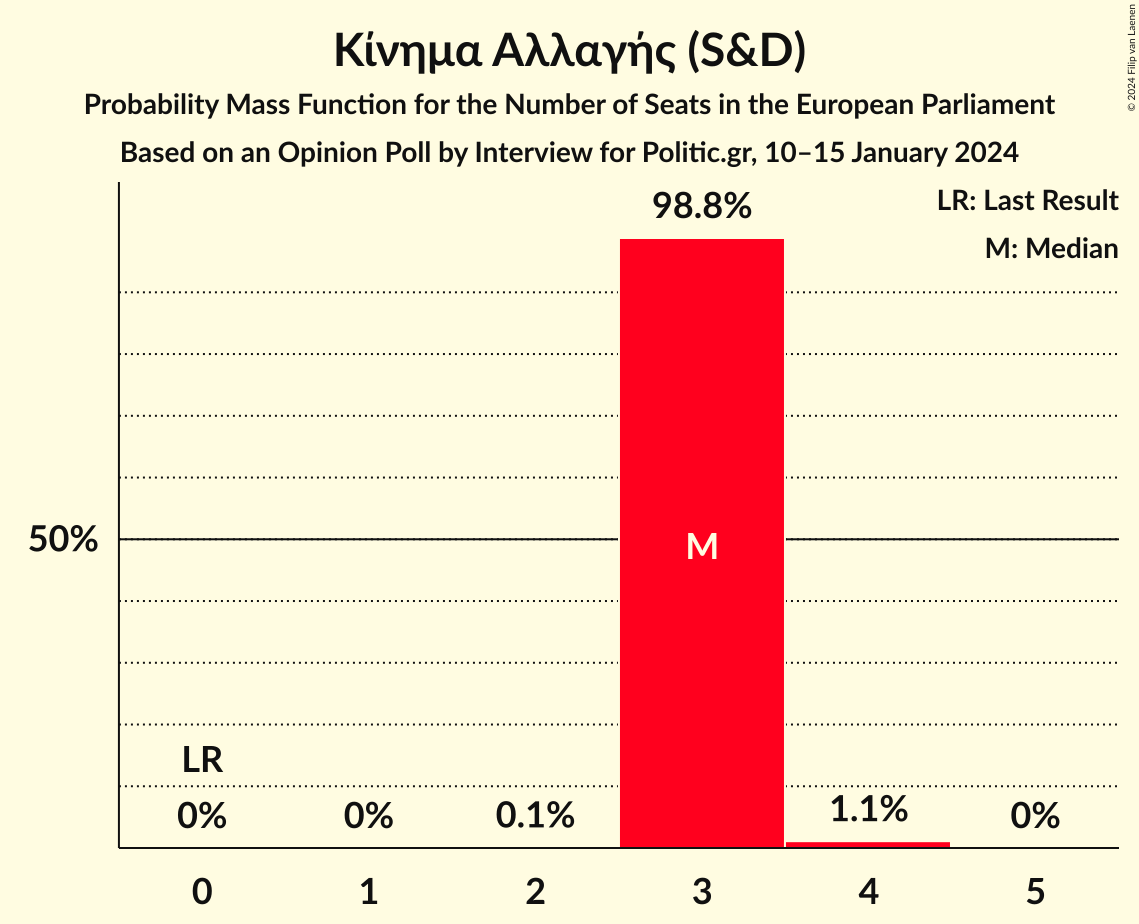 Κίνημα Αλλαγής (S&D)
Probability Mass Function for the Number of Seats in the European Parliament
Based on an Opinion Poll by Interview for Politic.gr, 10–15 January 2024
© 2024 Filip van Laenen
LR: Last Result
M: Median
98.8%
50%
M
LR
0%
0%
0.1%
1.1%
0%
0
1
2
3
4
5